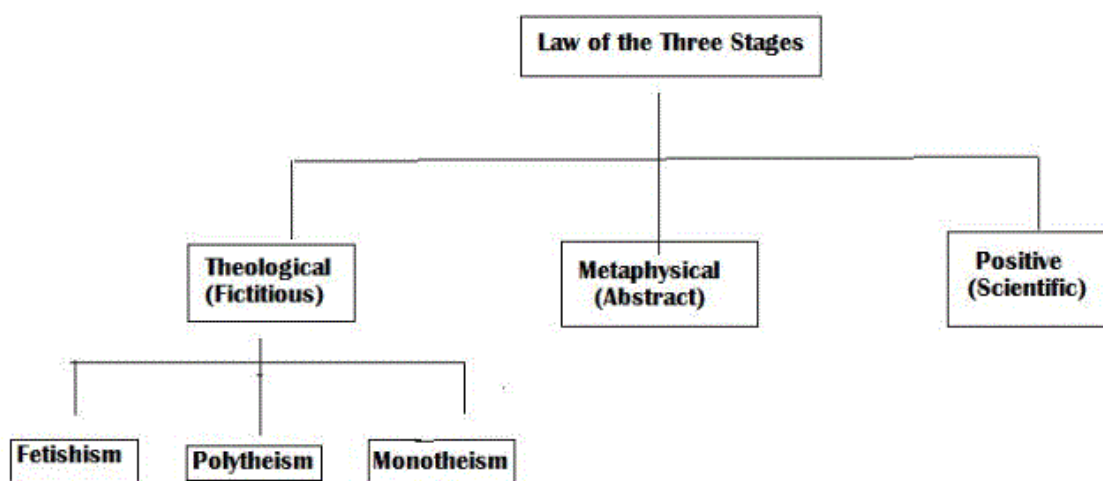 Law of the Three Stages
Theological
(Fictitious)
Metaphysical
(Abstract)
Positive
(Scientific)
Fetishism
Polytheism
Monotheism